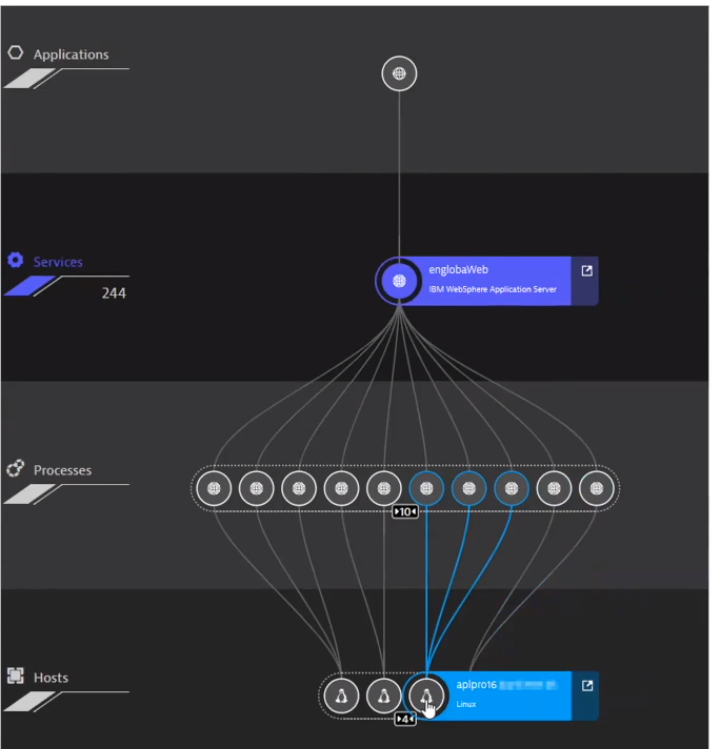 Applications
Services
244
englobaWeb
IBM WebSphere Application Server
Processes
10
Hosts
aplpro16
Linux
4